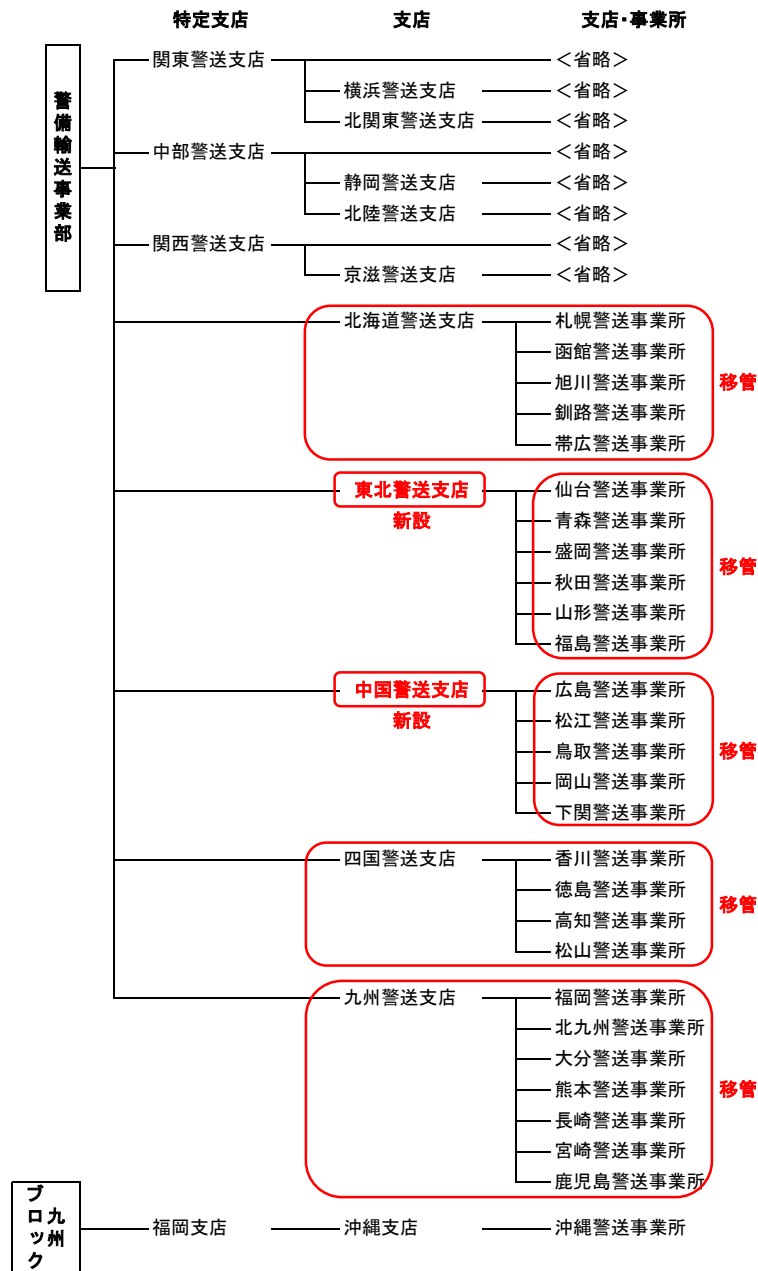 特定支店 支店 支店・事業所
警備輸送事業部
関東警送支店 ＜省略＞
横浜警送支店 ＜省略＞
北関東警送支店 ＜省略＞
中部警送支店 ＜省略＞
静岡警送支店 ＜省略＞
北陸警送支店 ＜省略＞
関西警送支店 ＜省略＞
京滋警送支店 ＜省略＞
北海道警送支店 札幌警送事業所
函館警送事業所
旭川警送事業所 移管
釧路警送事業所
帯広警送事業所
東北警送支店 仙台警送事業所
新設 青森警送事業所
盛岡警送事業所
移管
秋田警送事業所
山形警送事業所
福島警送事業所
中国警送支店 広島警送事業所
新設 松江警送事業所
鳥取警送事業所 移管
岡山警送事業所
下関警送事業所
四国警送支店 香川警送事業所
徳島警送事業所
高知警送事業所 移管
松山警送事業所
九州警送支店 福岡警送事業所
北九州警送事業所
大分警送事業所
熊本警送事業所 移管
長崎警送事業所
宮崎警送事業所
鹿児島警送事業所
九州
ブロック
福岡支店 沖縄支店 沖縄警送事業所